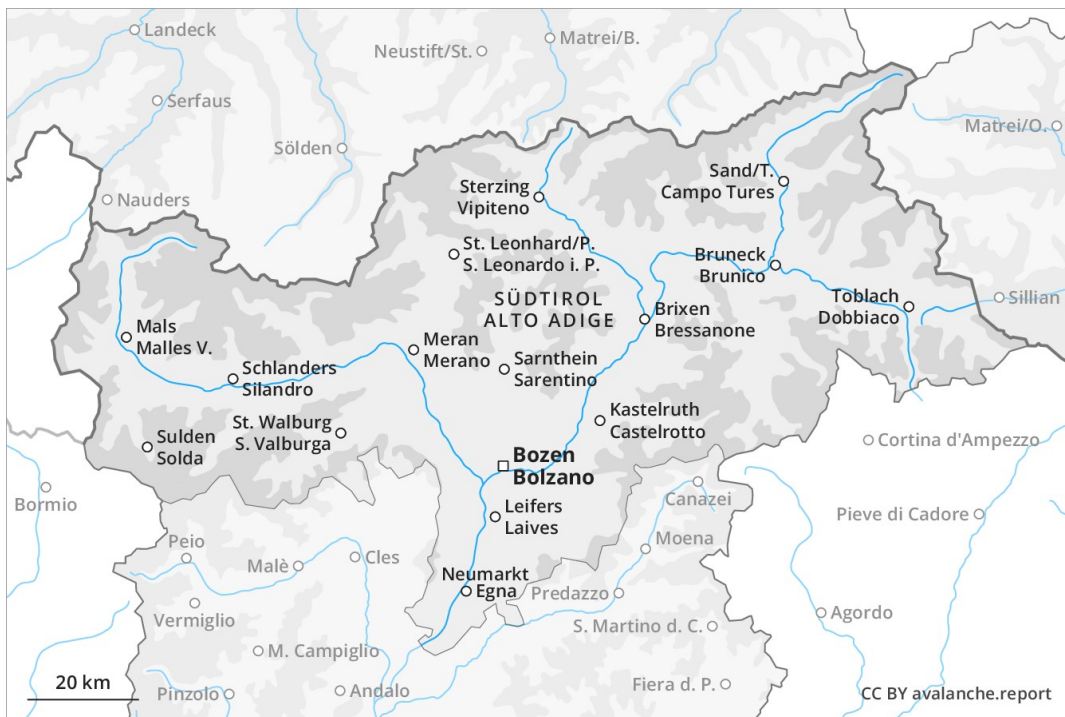 Landeck
Neustift/St.
Matrei/B.
Serfaus
Matrei/O.
Sölden
Sand/T.
Campo Tures
Sterzing
Vipiteno
Nauders
St. Leonhard/P.
S. Leonardo i. P.
Bruneck
Brunico
SÜDTIROL
ALTO ADIGE
Toblach
Dobbiaco
Sillian
Brixen
Bressanone
Mals
Malles V.
Meran
Merano
Sarnthein
Sarentino
Schlanders
Silandro
Kastelruth
Castelrotto
St. Walburg
S. Valburga
Sulden
Solda
Cortina d'Ampezzo
Bozen
Bolzano
Bormio
Canazei
Leifers
Laives
Pieve di Cadore
Moena
Peio
Malè
Cles
Neumarkt
Egna
Predazzo
Vermiglio
Agordo
S. Martino d. C.
M. Campiglio
20 km
Pinzolo
Andalo
Fiera d. P.
CC BY avalanche.report